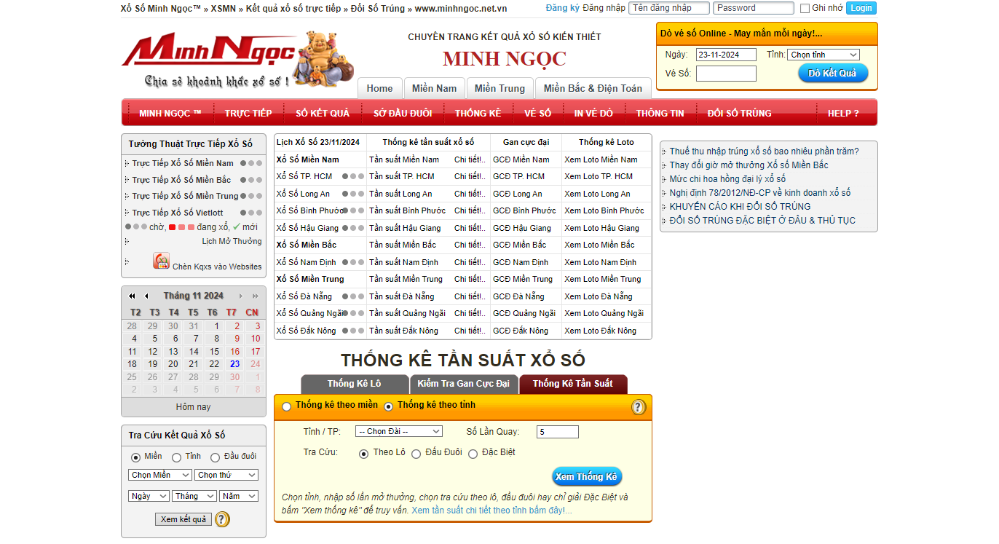 Xổ Số Minh Ngọc™ » XSMN » Kết quả xổ số trực tiếp » Đổi Số Trúng » www.minhngoc.net.vn
Đăng ký Đăng nhập Tên đăng nhập Password Ghi nhớ Login
Minh Ngọc
Chia sẻ khoảnh khắc xổ số !
CHUYÊN TRANG KẾT QUẢ XỔ SỐ KIẾN THIẾT
MINH NGỌC
Home Miền Nam Miền Trung Miền Bắc & Điện Toán
Dò vé số Online - May mắn mỗi ngày!...
Ngày: 23-11-2024 Tỉnh: Chọn tỉnh
Vé Số: Dò Kết Quả
MINH NGỌC ™ TRỰC TIẾP SỔ KẾT QUẢ SỚ ĐẦU ĐUÔI THỐNG KÊ VÉ SỐ IN VÉ DÒ THÔNG TIN ĐỔI SỐ TRÚNG HELP ?
Tường Thuật Trực Tiếp Xổ Số
Trực Tiếp Xổ Số Miền Nam
Trực Tiếp Xổ Số Miền Bắc
Trực Tiếp Xổ Số Miền Trung
Trực Tiếp Xổ Số Vietlott
chờ, đang xổ, mới
Lịch Mở Thưởng
Chèn Kqxs vào Websites
Tháng 11 2024
T2 T3 T4 T5 T6 T7 CN
28 29 30 31 1 2 3
4 5 6 7 8 9 10
11 12 13 14 15 16 17
18 19 20 21 22 23 24
25 26 27 28 29 30 1
2 3 4 5 6 7 8
Hôm nay
Tra Cứu Kết Quả Xổ Số
Miền Tỉnh Đầu đuôi
Chọn Miền Chọn thứ
Ngày Tháng Năm
Xem kết quả ?
Lịch Xổ Số 23/11/2024 Thống kê tần suất xổ số Gan cực đại Thống kê Loto
Xổ Số Miền Nam Tần suất Miền Nam Chi tiết!.. GCĐ Miền Nam Xem Loto Miền Nam
Xổ Số TP. HCM Tần suất TP. HCM Chi tiết!.. GCĐ TP. HCM Xem Loto TP. HCM
Xổ Số Long An Tần suất Long An Chi tiết!.. GCĐ Long An Xem Loto Long An
Xổ Số Bình Phước Tần suất Bình Phước Chi tiết!.. GCĐ Bình Phước Xem Loto Bình Phước
Xổ Số Hậu Giang Tần suất Hậu Giang Chi tiết!.. GCĐ Hậu Giang Xem Loto Hậu Giang
Xổ Số Miền Bắc Tần suất Miền Bắc Chi tiết!.. GCĐ Miền Bắc Xem Loto Miền Bắc
Xổ Số Nam Định Tần suất Nam Định Chi tiết!.. GCĐ Nam Định Xem Loto Nam Định
Xổ Số Miền Trung Tần suất Miền Trung Chi tiết!.. GCĐ Miền Trung Xem Loto Miền Trung
Xổ Số Đà Nẵng Tần suất Đà Nẵng Chi tiết!.. GCĐ Đà Nẵng Xem Loto Đà Nẵng
Xổ Số Quảng Ngãi Tần suất Quảng Ngãi Chi tiết!.. GCĐ Quảng Ngãi Xem Loto Quảng Ngãi
Xổ Số Đắk Nông Tần suất Đắk Nông Chi tiết!.. GCĐ Đắk Nông Xem Loto Đắk Nông
THỐNG KÊ TẦN SUẤT XỔ SỐ
Thống Kê Lô Kiểm Tra Gan Cực Đại Thống Kê Tần Suất
Thống kê theo miền Thống kê theo tỉnh ?
Tỉnh / TP: -- Chọn Đài -- Số Lần Quay: 5
Tra Cứu: Theo Lô Đầu Đuôi Đặc Biệt
Xem Thống Kê
Chọn tỉnh, nhập số lần mở thưởng, chọn tra cứu theo lô, đầu đuôi hay chỉ giải Đặc Biệt và
bấm "Xem thống kê" để truy vấn. Xem tần suất chi tiết theo tỉnh bấm đây!...
Thuế thu nhập trúng xổ số bao nhiêu phần trăm?
Thay đổi giờ mở thưởng Xổ số Miền Bắc
Mức chi hoa hồng đại lý xổ số
Nghị định 78/2012/NĐ-CP về kinh doanh xổ số
KHUYẾN CÁO KHI ĐỔI SỐ TRÚNG
ĐỔI SỐ TRÚNG ĐẶC BIỆT Ở ĐÂU & THỦ TỤC